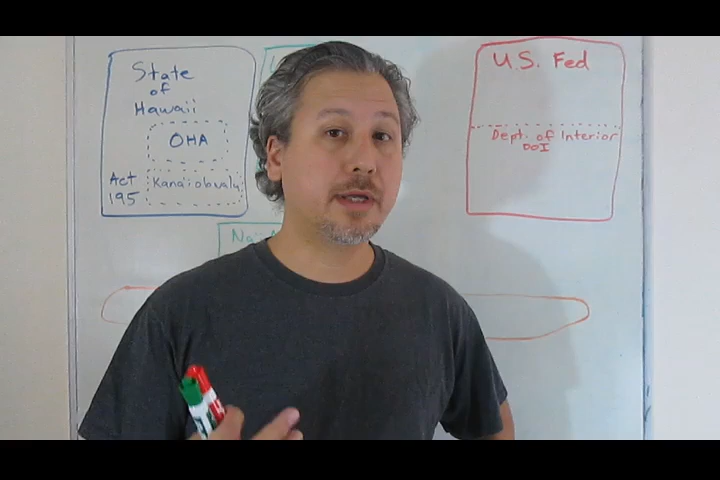 State
of
Hawaii
OHA
Act
195
Kana'iolowalu
U.S. Fed
Dept. of Interior
DOI